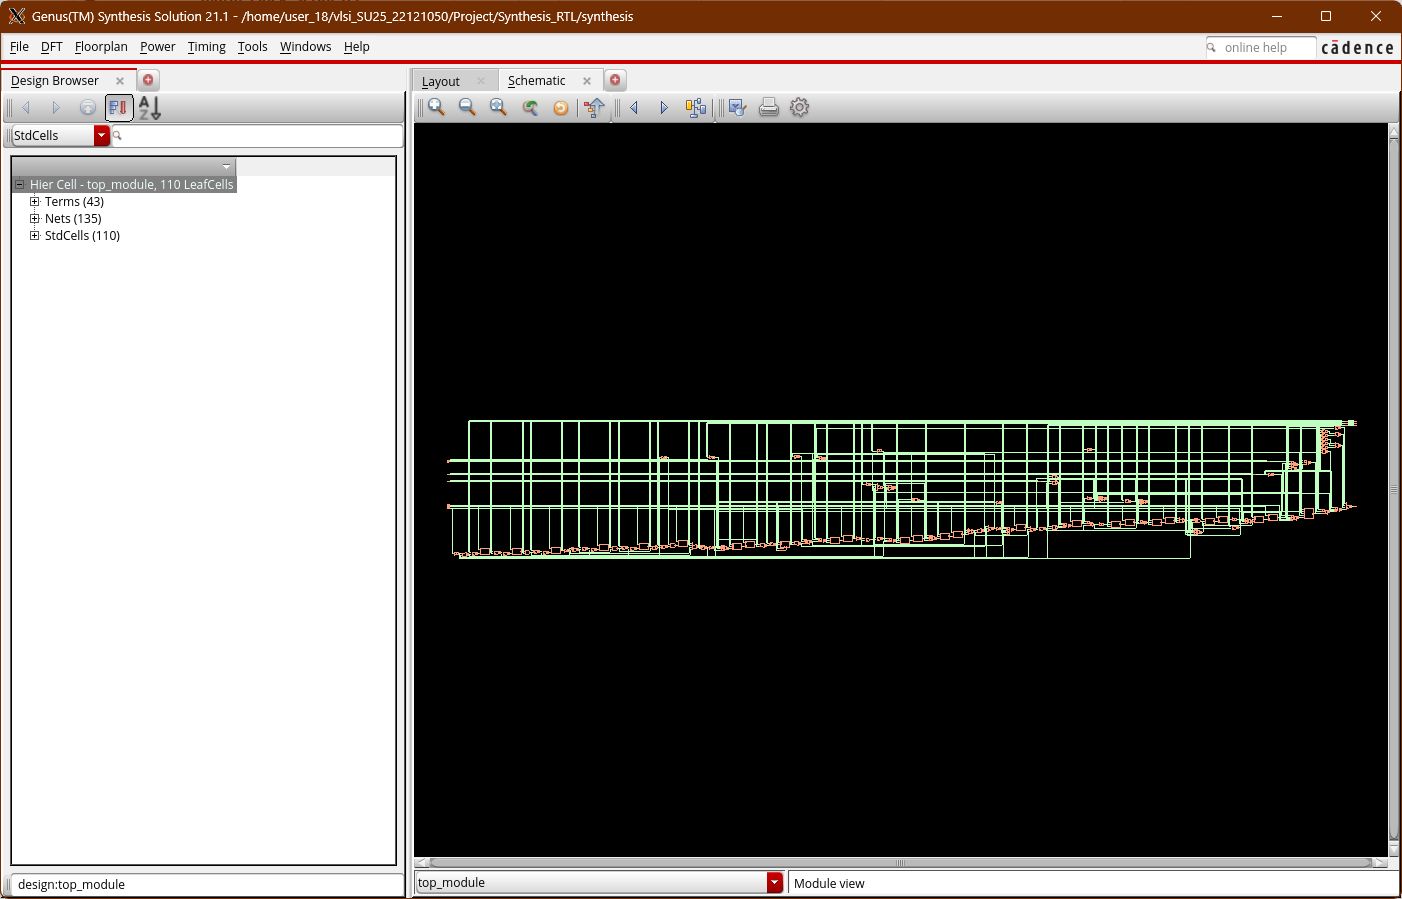 Genus(TM) Synthesis Solution 21.1 - /home/user_18/vlsi_SU25_22121050/Project/Synthesis_RTL/synthesis
File DFT Floorplan Power Timing Tools Windows Help
online help
cādence
Design Browser
Layout
Schematic
A
Z
StdCells
Hier Cell - top_module, 110 LeafCells
Terms (43)
Nets (135)
StdCells (110)
design:top_module
top_module
Module view